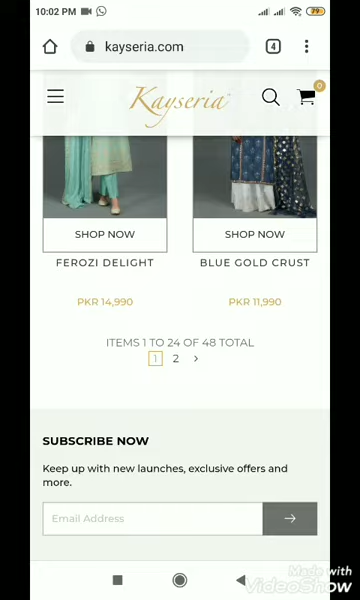 10:02 PM
79
kayseria.com
4
Kayseria
0
SHOP NOW
SHOP NOW
FEROZI DELIGHT
BLUE GOLD CRUST
PKR 14,990
PKR 11,990
ITEMS 1 TO 24 OF 48 TOTAL
1 2 >
SUBSCRIBE NOW
Keep up with new launches, exclusive offers and
more.
Email Address
Made with
VideoShow